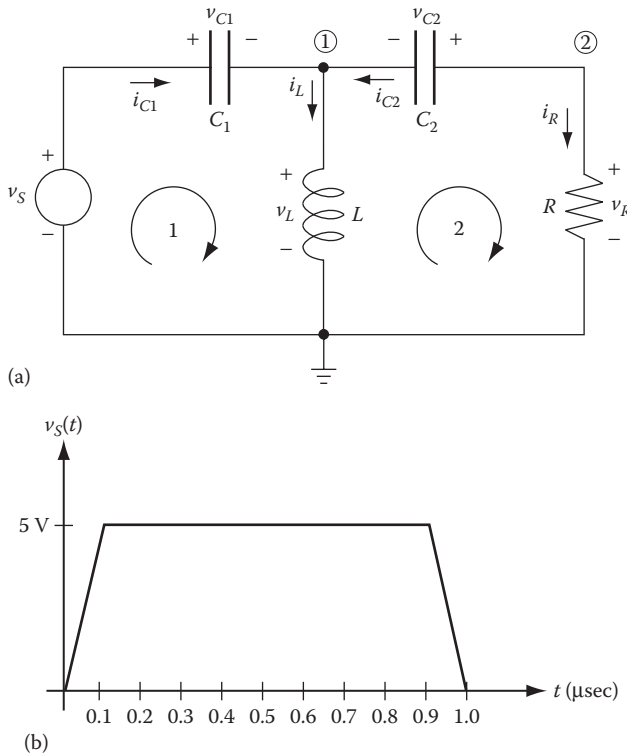 v_C1
v_C2
+ − ① − + ②
i_C1 i_L i_C2 i_R
C_1 C_2
+ + +
v_S 1 v_L L 2 R v_R
− − −
(a)
v_S(t)
5 V
0.1 0.2 0.3 0.4 0.5 0.6 0.7 0.8 0.9 1.0
t (μsec)
(b)